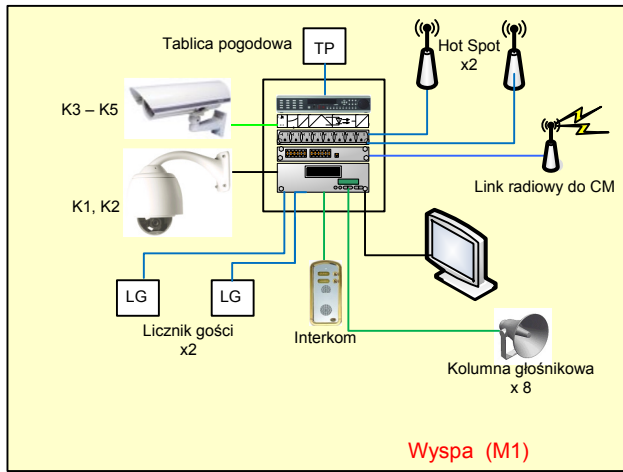 Tablica pogodowa
TP
Hot Spot
x2
K3 – K5
Link radiowy do CM
K1, K2
LG
LG
Licznik gości
x2
Interkom
Kolumna głośnikowa
x 8
Wyspa (M1)